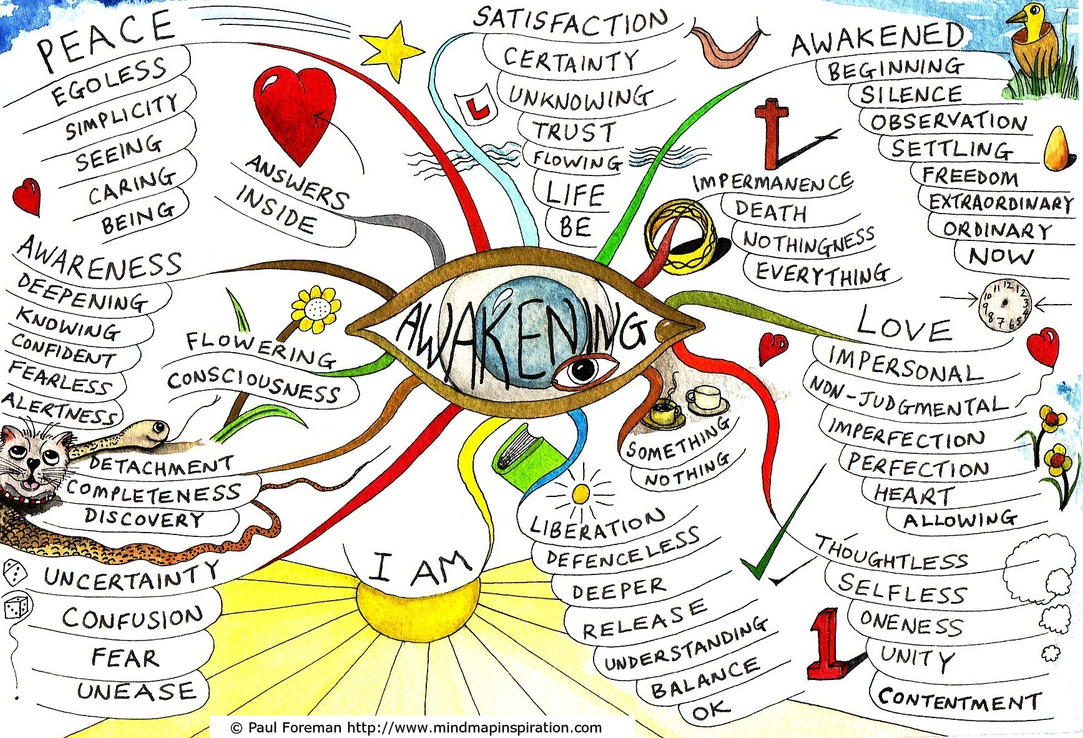 PEACE
EGOLESS
SIMPLICITY
SEEING
CARING
BEING
ANSWERS
INSIDE
SATISFACTION
CERTAINTY
UNKNOWING
TRUST
FLOWING
LIFE
BE
L
AWAKENED
BEGINNING
SILENCE
OBSERVATION
SETTLING
FREEDOM
EXTRAORDINARY
ORDINARY
NOW
IMPERMANENCE
DEATH
NOTHINGNESS
EVERYTHING
AWARENESS
DEEPENING
KNOWING
CONFIDENT
FEARLESS
ALERTNESS
FLOWERING
CONSCIOUSNESS
AWAKENING
LOVE
IMPERSONAL
NON-JUDGMENTAL
IMPERFECTION
PERFECTION
HEART
ALLOWING
SOMETHING
NOTHING
DETACHMENT
COMPLETENESS
DISCOVERY
UNCERTAINTY
CONFUSION
FEAR
UNEASE
I AM
LIBERATION
DEFENCELESS
DEEPER
RELEASE
UNDERSTANDING
BALANCE
OK
THOUGHTLESS
SELFLESS
ONENESS
UNITY
CONTENTMENT
1
© Paul Foreman http://www.mindmapinspiration.com